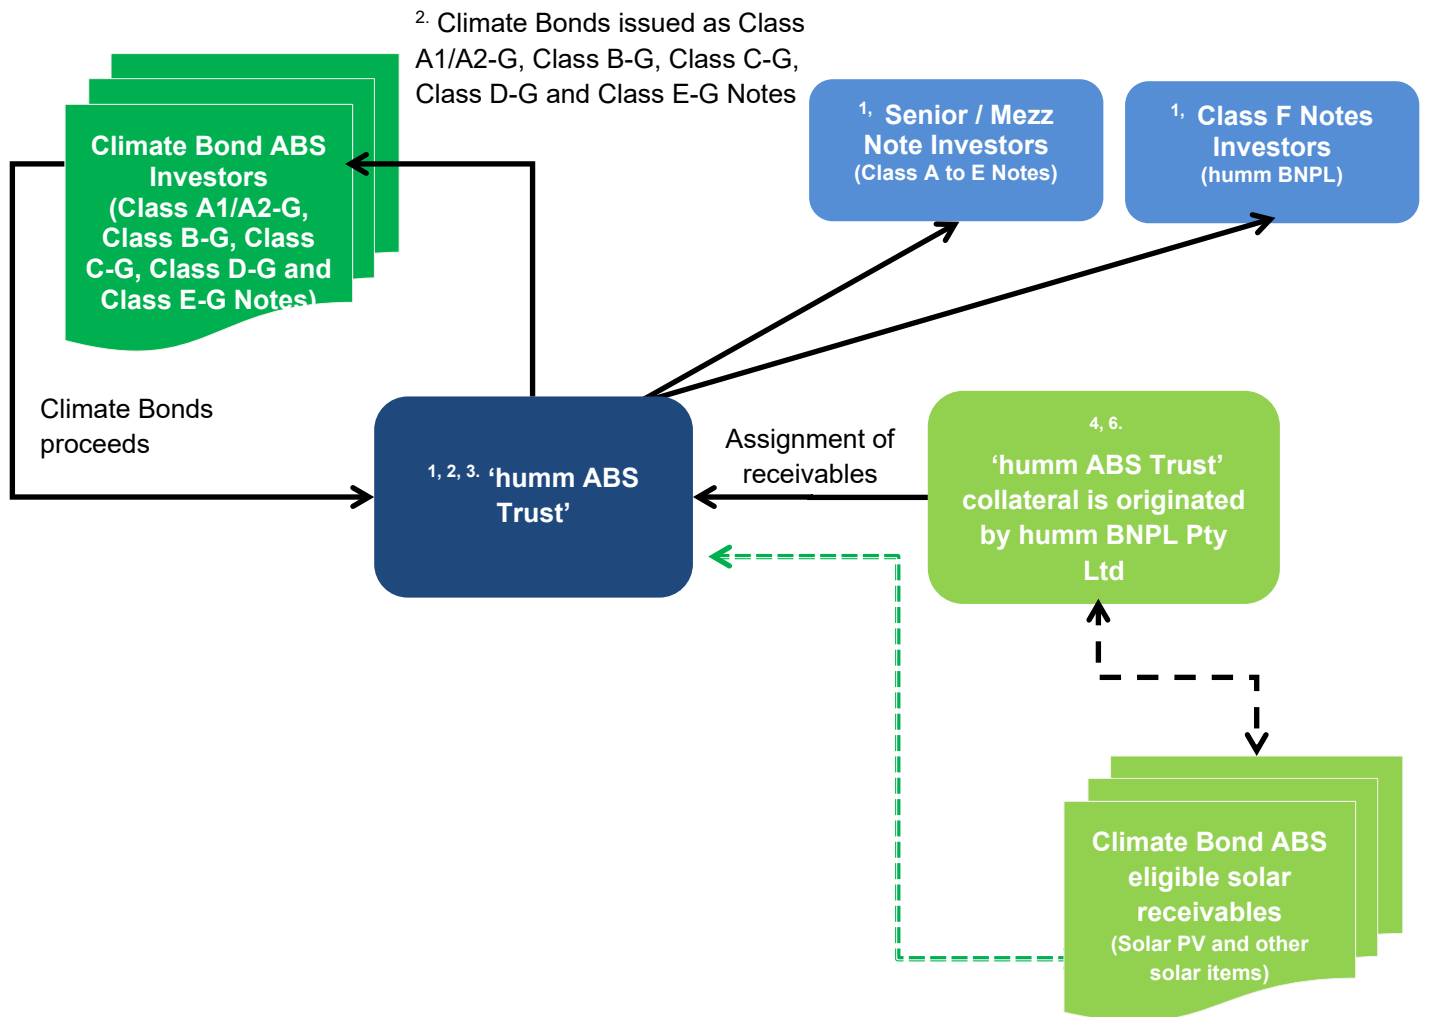 2. Climate Bonds issued as Class
A1/A2-G, Class B-G, Class C-G,
Class D-G and Class E-G Notes
Climate Bond ABS
Investors
(Class A1/A2-G,
Class B-G, Class
C-G, Class D-G and
Class E-G Notes)
1, Senior / Mezz
Note Investors
(Class A to E Notes)
1, Class F Notes
Investors
(humm BNPL)
Climate Bonds
proceeds
1, 2, 3. ‘humm ABS
Trust’
Assignment of
receivables
4, 6.
‘humm ABS Trust’
collateral is originated
by humm BNPL Pty
Ltd
Climate Bond ABS
eligible solar
receivables
(Solar PV and other
solar items)